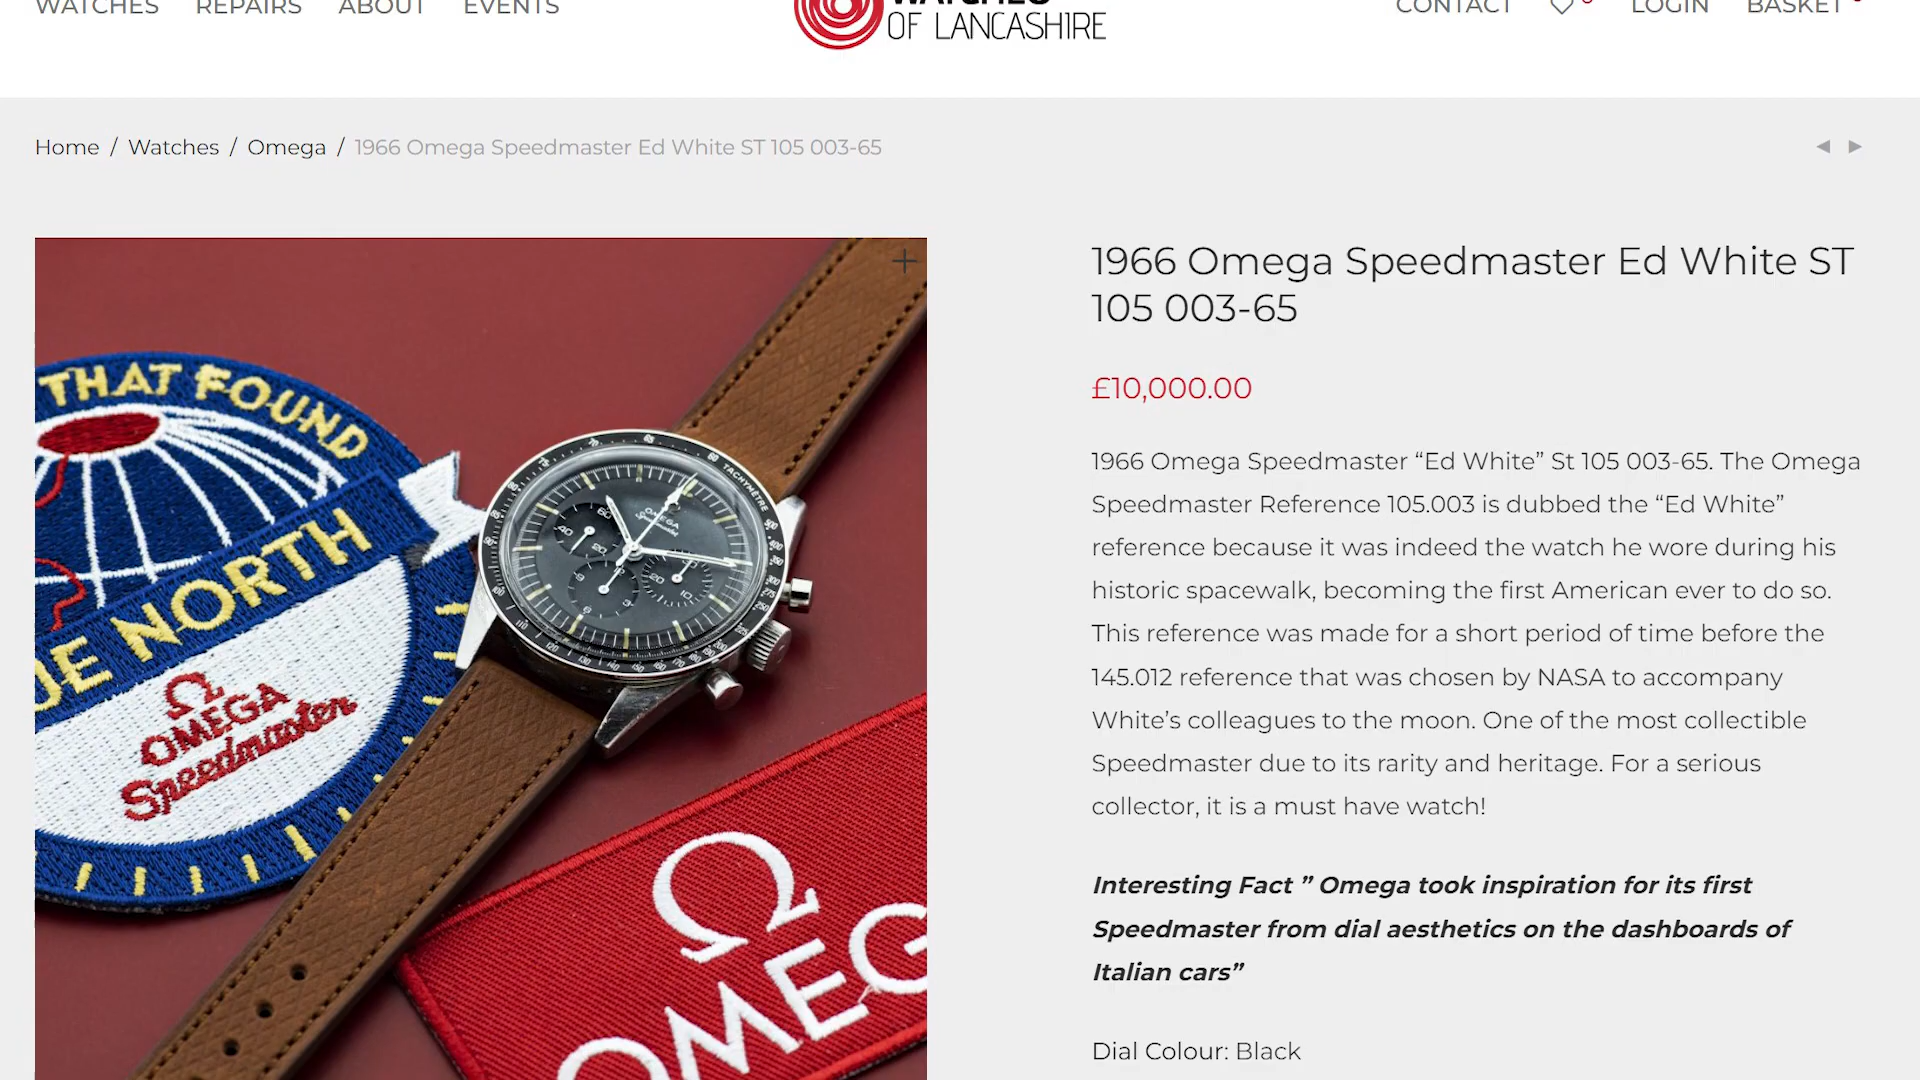 WATCHES REPAIRS ABOUT EVENTS
WATCHES
OF LANCASHIRE
CONTACT LOGIN BASKET
Home / Watches / Omega / 1966 Omega Speedmaster Ed White ST 105 003-65
1966 Omega Speedmaster Ed White ST
105 003-65
£10,000.00
1966 Omega Speedmaster “Ed White” St 105 003-65. The Omega
Speedmaster Reference 105.003 is dubbed the “Ed White”
reference because it was indeed the watch he wore during his
historic spacewalk, becoming the first American ever to do so.
This reference was made for a short period of time before the
145.012 reference that was chosen by NASA to accompany
White’s colleagues to the moon. One of the most collectible
Speedmaster due to its rarity and heritage. For a serious
collector, it is a must have watch!
Interesting Fact ” Omega took inspiration for its first
Speedmaster from dial aesthetics on the dashboards of
Italian cars”
Dial Colour: Black
THAT FOUND
UE NORTH
Ω
OMEGA
Speedmaster
TACHYMÈTRE
OMEGA
Speedmaster
Ω
OMEG